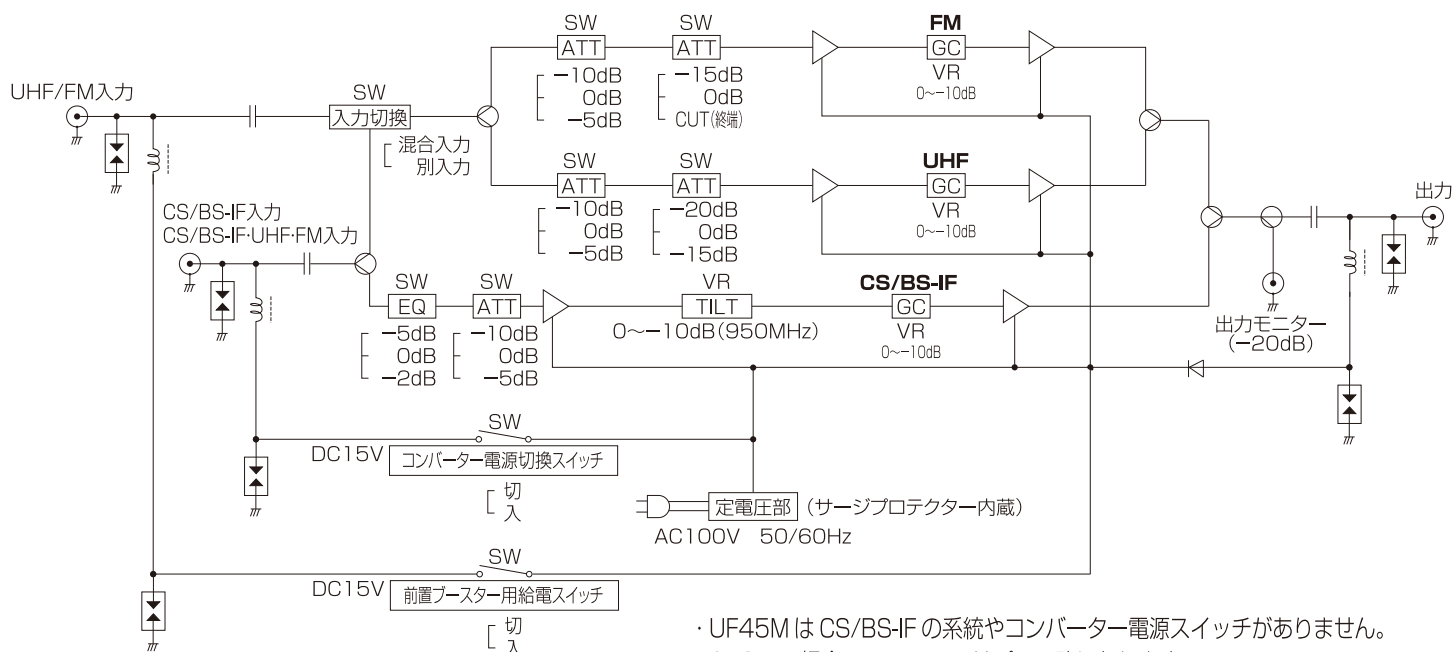 UHF/FM入力
SW
入力切換
混合入力
別入力
SW
ATT
−10dB
0dB
−5dB
SW
ATT
−15dB
0dB
CUT(終端)
FM
GC
VR
0〜−10dB
SW
ATT
−10dB
0dB
−5dB
SW
ATT
−20dB
0dB
−15dB
UHF
GC
VR
0〜−10dB
CS/BS-IF入力
CS/BS-IF・UHF・FM入力
SW
EQ
−5dB
0dB
−2dB
SW
ATT
−10dB
0dB
−5dB
VR
TILT
0〜−10dB(950MHz)
CS/BS-IF
GC
VR
0〜−10dB
出力
出力モニター
(−20dB)
SW
DC15V
コンバーター電源切換スイッチ
切
入
定電圧部
(サージプロテクター内蔵)
AC100V 50/60Hz
SW
DC15V
前置ブースター用給電スイッチ
切
入
・UF45MはCS/BS-IFの系統やコンバーター電源スイッチがありません。